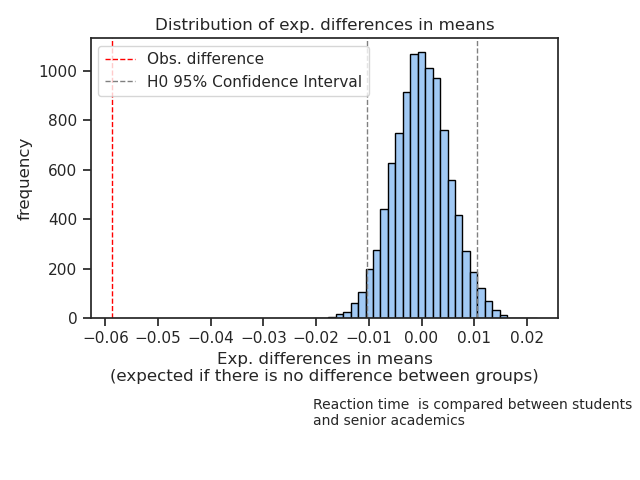 Distribution of exp. differences in means
Obs. difference
H0 95% Confidence Interval
frequency
1000
800
600
400
200
0
−0.06 −0.05 −0.04 −0.03 −0.02 −0.01 0.00 0.01 0.02
Exp. differences in means
(expected if there is no difference between groups)
Reaction time  is compared between students
and senior academics